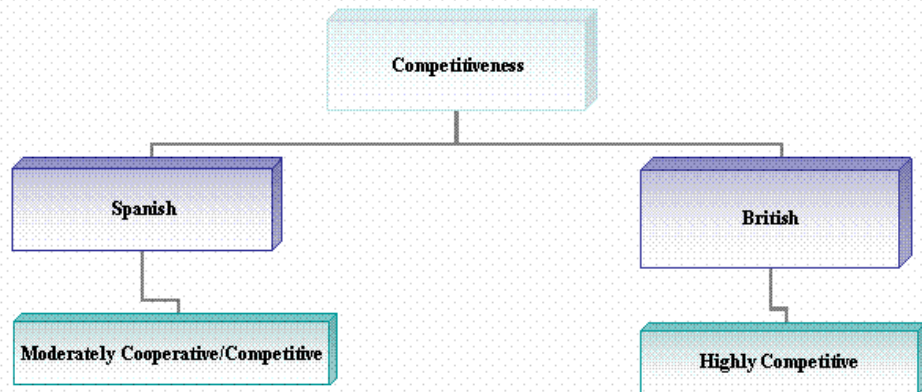 Competitiveness
Spanish
British
Moderately Cooperative/Competitive
Highly Competitive